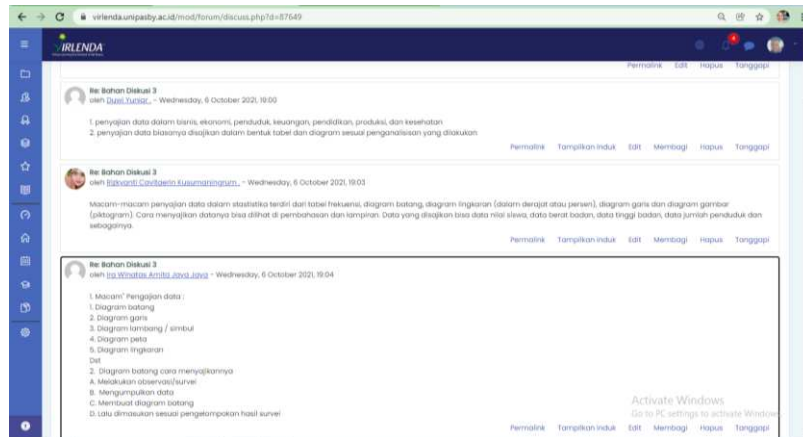 virlenda.unipasby.ac.id/mod/forum/discuss.php?d=87649
VIRLENDA
Permalink Edit Hapus Tanggapi
Re: Bahan Diskusi 3
oleh Duwi Yuniar . - Wednesday, 6 October 2021, 19:00
1. penyajian data dalam bisnis, ekonomi, penduduk, keuangan, pendidikan, produksi, dan kesehatan
2. penyajian data biasanya disajikan dalam bentuk tabel dan diagram sesuai penganalisisan yang dilakukan
Permalink Tampilkan induk Edit Membagi Hapus Tanggapi
Re: Bahan Diskusi 3
oleh Rizkyanti Cavitaerin Kusumaningrum . - Wednesday, 6 October 2021, 19:03
Macam-macam penyajian data dalam stastistika terdiri dari tabel frekuensi, diagram batang, diagram lingkaran (dalam derajat atau persen), diagram garis dan diagram gambar
(piktogram). Cara menyajikan datanya bisa dilihat di pembahasan dan lampiran. Data yang disajikan bisa data nilai siswa, data berat badan, data tinggi badan, data jumlah penduduk dan
sebagainya.
Permalink Tampilkan induk Edit Membagi Hapus Tanggapi
Re: Bahan Diskusi 3
oleh Ira Winatas Amita Jaya Jaya - Wednesday, 6 October 2021, 19:04
1. Macam" Pengajian data :
1. Diagram batang
2. Diagram garis
3. Diagram lambang / simbul
4. Diagram peta
5. Diagram lingkaran
Dst
2. Diagram batang cara menyajikannya
A. Melakukan observasi/survei
B. Mengumpulkan data
C. Membuat diagram batang
D. Lalu dimasukan sesuai pengelompokan hasil survei
Activate Windows
Go to PC settings to activate Windows
Permalink Tampilkan induk Edit Membagi Hapus Tanggapi